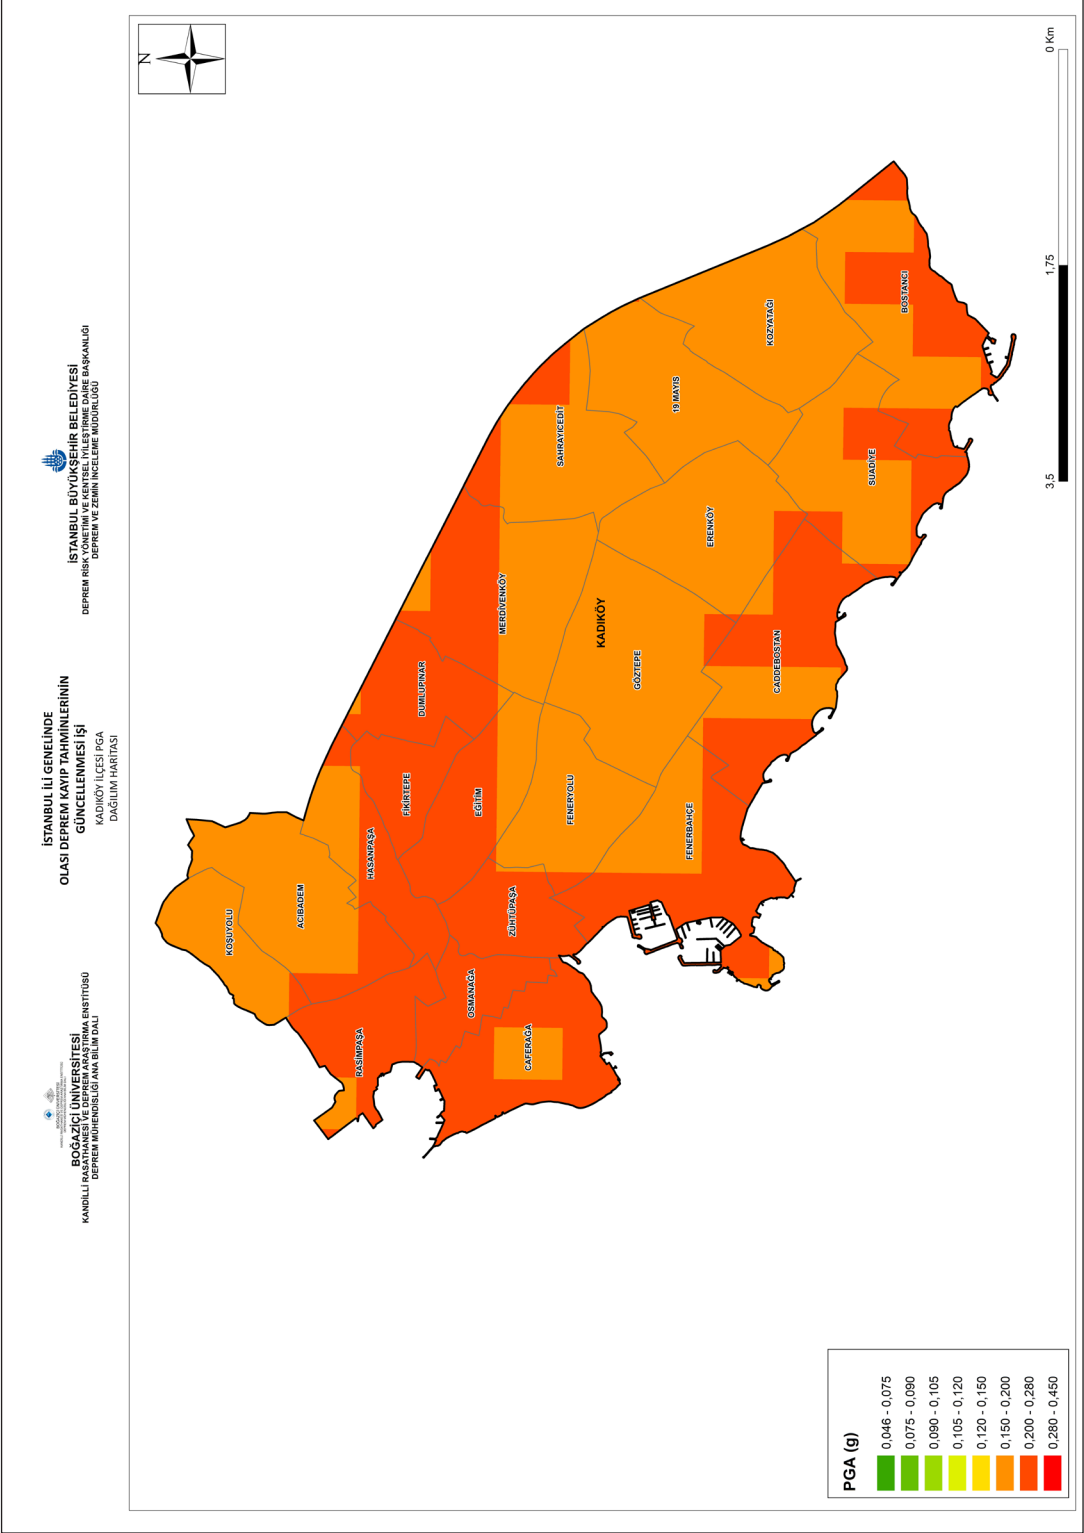 BOĞAZİÇİ ÜNİVERSİTESİ
KANDİLLİ RASATHANESİ VE DEPREM ARAŞTIRMA ENSTİTÜSÜ
DEPREM MÜHENDİSLİĞİ ANA BİLİM DALI
İSTANBUL İLİ GENELİNDE
OLASI DEPREM KAYIP TAHMİNLERİNİN
GÜNCELLENMESİ İŞİ
KADIKÖY İLÇESİ PGA
DAĞILIM HARİTASI
İSTANBUL BÜYÜKŞEHİR BELEDİYESİ
DEPREM RİSK YÖNETİMİ VE KENTSEL İYİLEŞTİRME DAİRE BAŞKANLIĞI
DEPREM VE ZEMİN İNCELEME MÜDÜRLÜĞÜ
N
KOŞUYOLU
ACIBADEM
RASİMPAŞA
HASANPAŞA
FİKİRTEPE
DUMLUPINAR
OSMANAĞA
EĞİTİM
MERDİVENKÖY
ZÜHTÜPAŞA
CAFERAĞA
SAHRAYICEDİT
FENERYOLU
KADIKÖY
GÖZTEPE
19 MAYIS
FENERBAHÇE
ERENKÖY
KOZYATAĞI
CADDEBOSTAN
SUADİYE
BOSTANCI
PGA (g)
0,046 - 0,075
0,075 - 0,090
0,090 - 0,105
0,105 - 0,120
0,120 - 0,150
0,150 - 0,200
0,200 - 0,280
0,280 - 0,450
3,5
1,75
0 Km